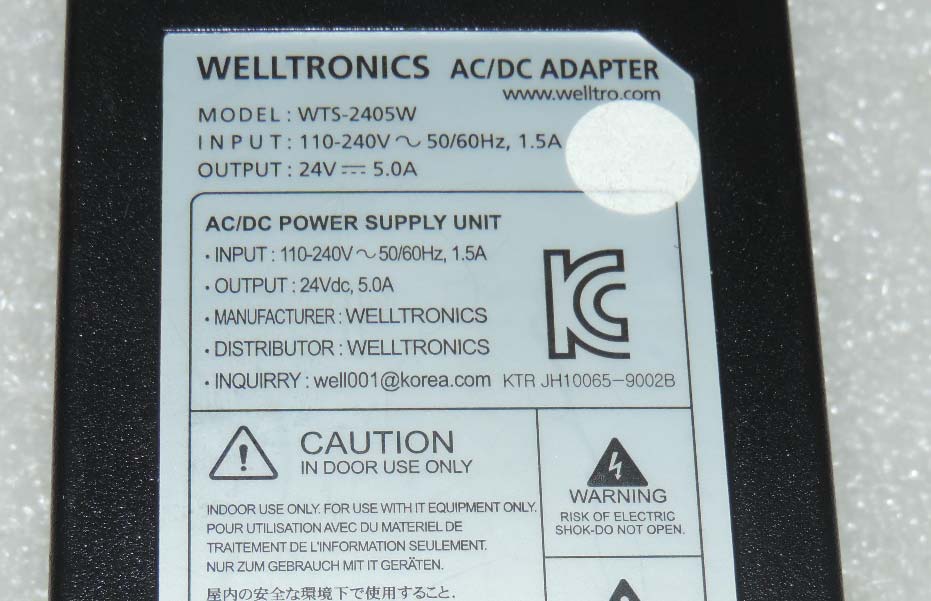 WELLTRONICS AC/DC ADAPTER
www.welltro.com
MODEL : WTS-2405W
INPUT : 110-240V ～ 50/60Hz, 1.5A
OUTPUT : 24V ⎓ 5.0A
AC/DC POWER SUPPLY UNIT
· INPUT : 110-240V ～ 50/60Hz, 1.5A
· OUTPUT : 24Vdc, 5.0A
· MANUFACTURER : WELLTRONICS
· DISTRIBUTOR : WELLTRONICS
· INQUIRRY : well001@korea.com
KC
KTR JH10065-9002B
CAUTION
IN DOOR USE ONLY
INDOOR USE ONLY. FOR USE WITH IT EQUIPMENT ONLY.
POUR UTILISATION AVEC DU MATERIEL DE
TRAITEMENT DE L'INFORMATION SEULEMENT.
NUR ZUM GEBRAUCH MIT IT GERÄTEN.
屋内の安全な環境下で使用すること.
WARNING
RISK OF ELECTRIC
SHOK-DO NOT OPEN.